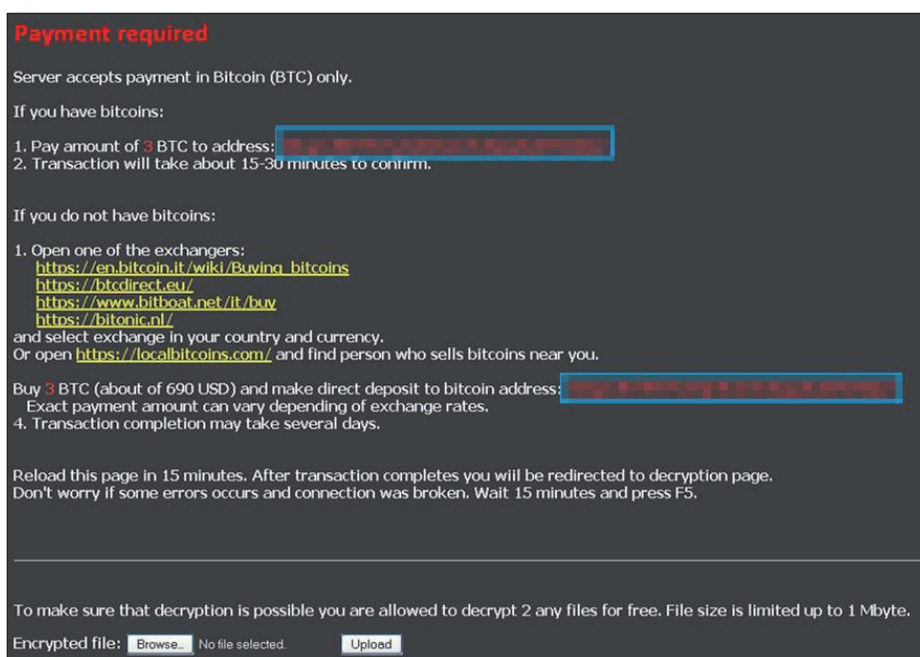 Payment required
Server accepts payment in Bitcoin (BTC) only.
If you have bitcoins:
1. Pay amount of 3 BTC to address:
2. Transaction will take about 15-30 minutes to confirm.
If you do not have bitcoins:
1. Open one of the exchangers:
https://en.bitcoin.it/wiki/Buying_bitcoins
https://btcdirect.eu/
https://www.bitboat.net/it/buy
https://bitonic.nl/
and select exchange in your country and currency.
Or open https://localbitcoins.com/ and find person who sells bitcoins near you.
Buy 3 BTC (about of 690 USD) and make direct deposit to bitcoin address:
Exact payment amount can vary depending of exchange rates.
4. Transaction completion may take several days.
Reload this page in 15 minutes. After transaction completes you wiil be redirected to decryption page.
Don't worry if some errors occurs and connection was broken. Wait 15 minutes and press F5.
To make sure that decryption is possible you are allowed to decrypt 2 any files for free. File size is limited up to 1 Mbyte.
Encrypted file: Browse... No file selected. Upload